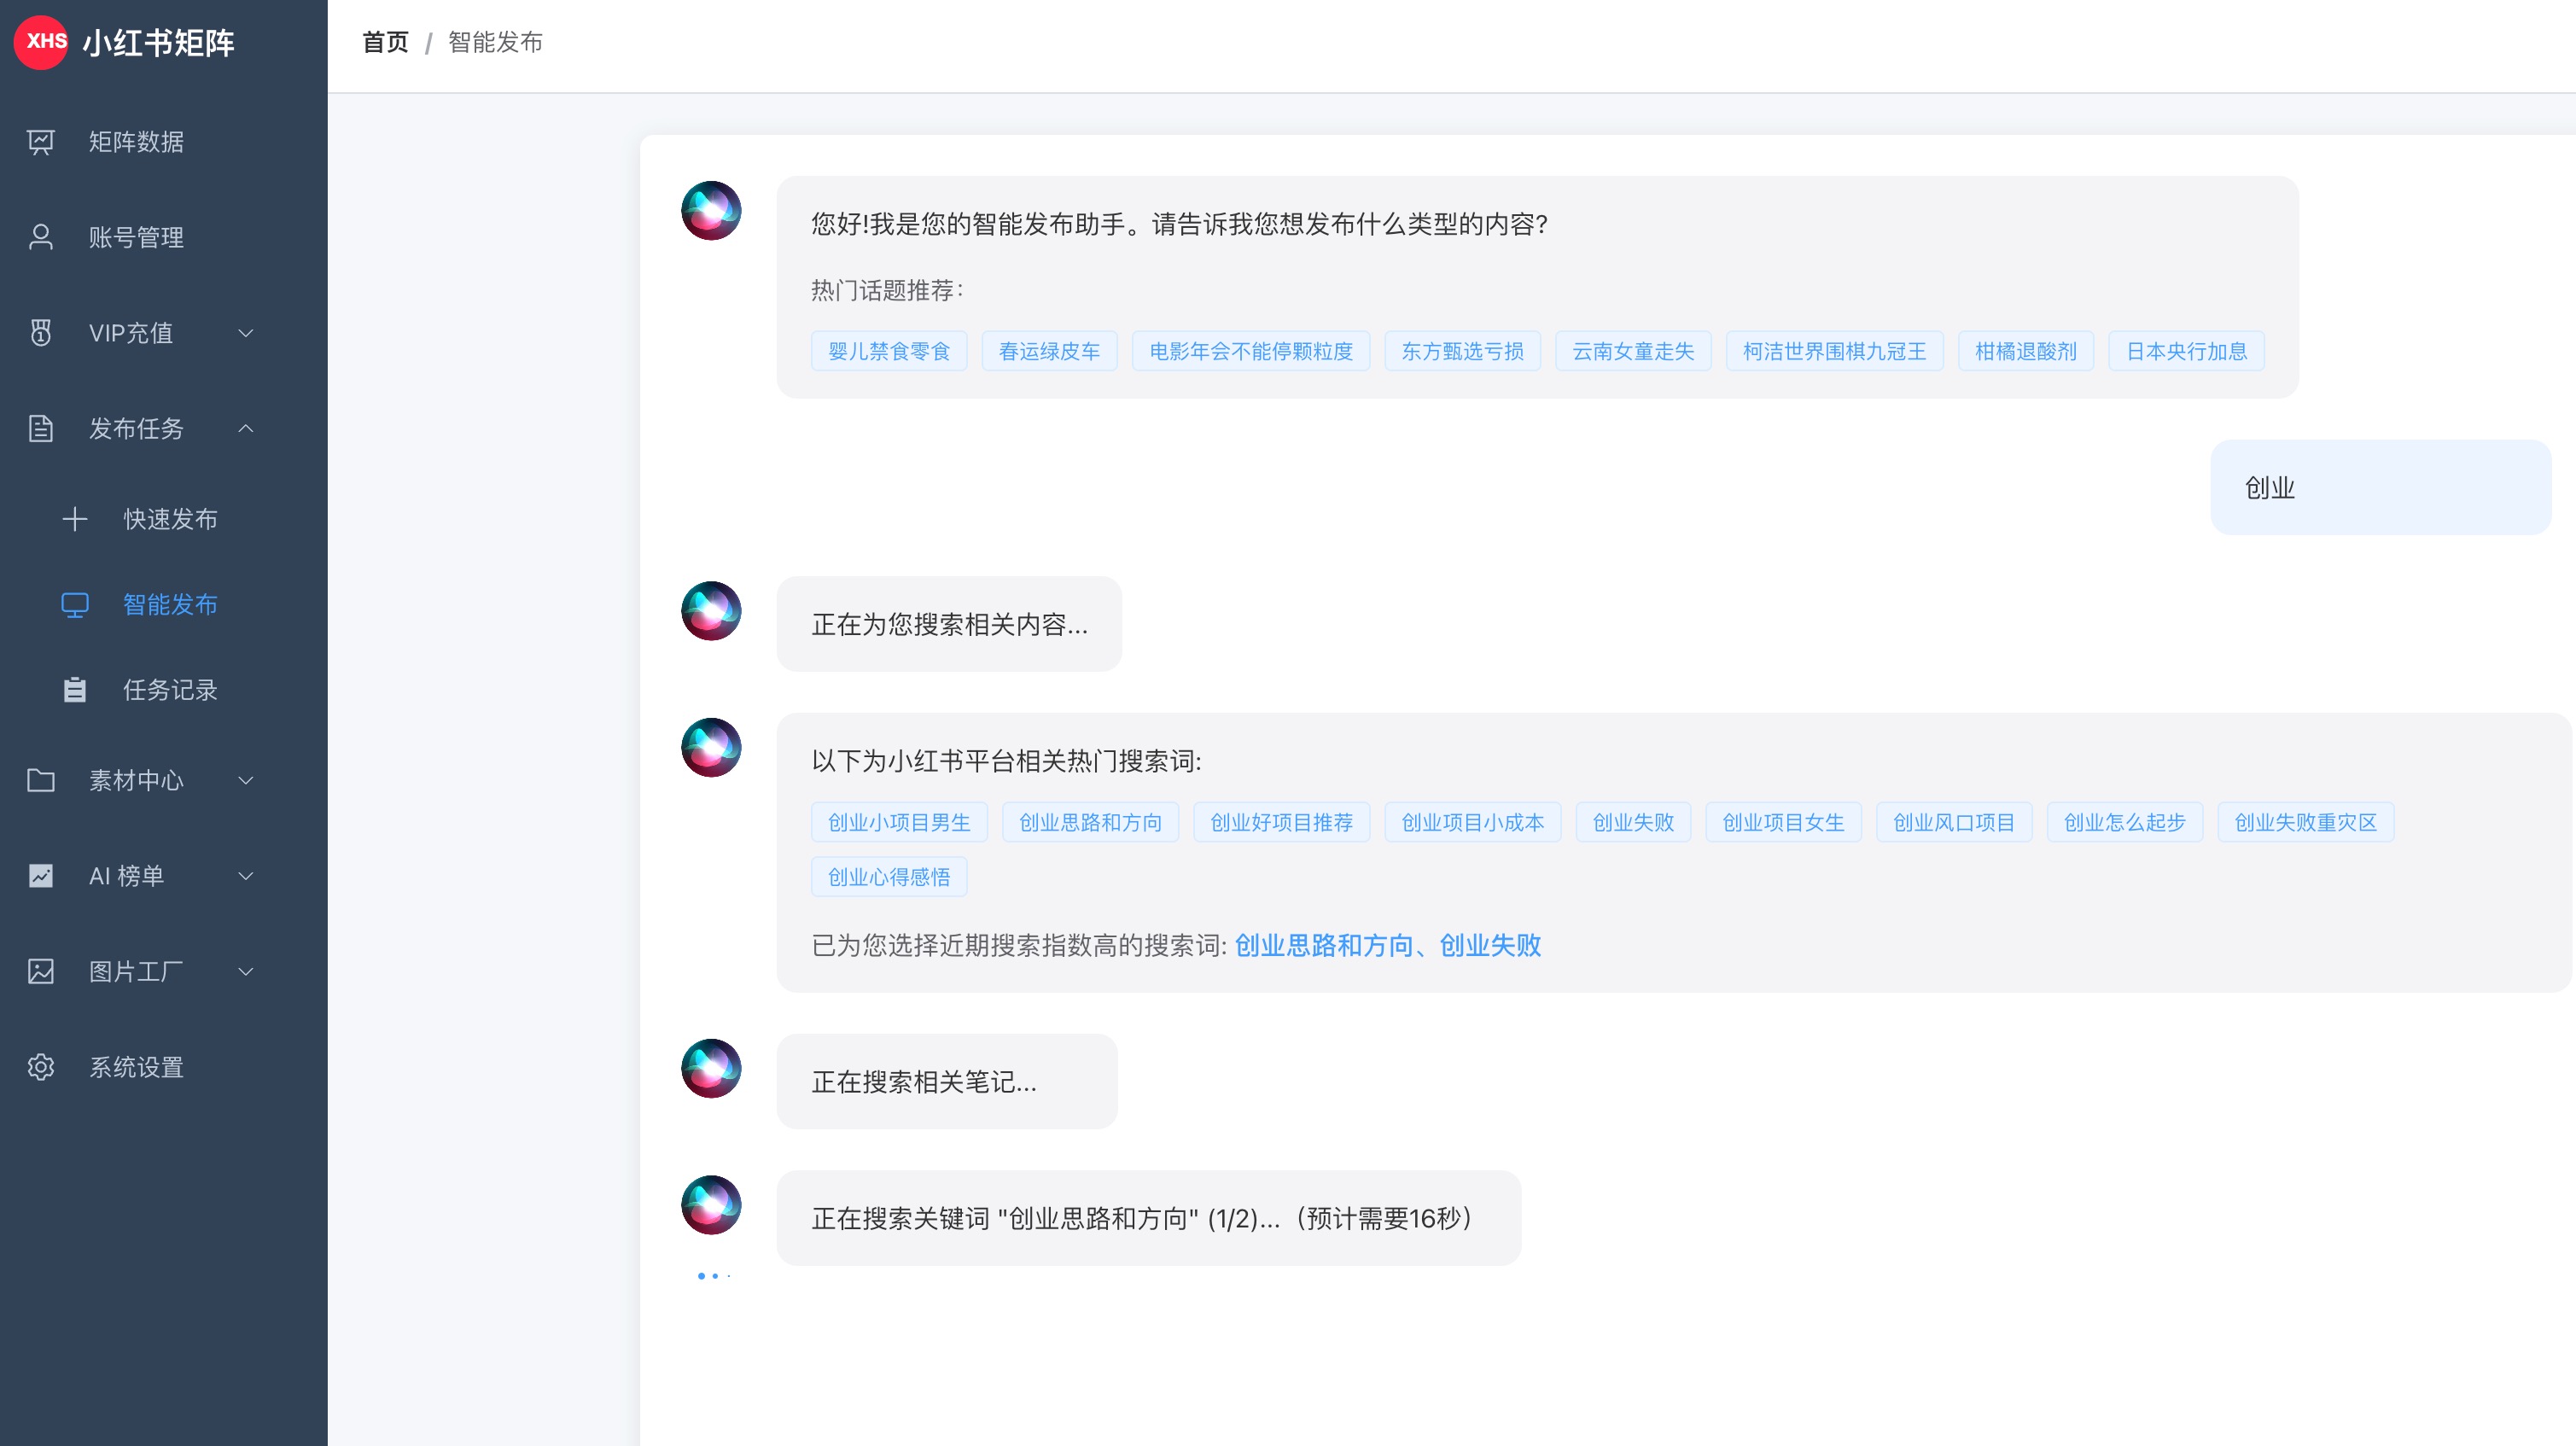 XHS 小红书矩阵
首页 / 智能发布
矩阵数据
账号管理
VIP充值
发布任务
快速发布
智能发布
任务记录
素材中心
AI 榜单
图片工厂
系统设置
您好!我是您的智能发布助手。请告诉我您想发布什么类型的内容?
热门话题推荐:
婴儿禁食零食 春运绿皮车 电影年会不能停颗粒度 东方甄选亏损 云南女童走失 柯洁世界围棋九冠王 柑橘退酸剂 日本央行加息
创业
正在为您搜索相关内容...
以下为小红书平台相关热门搜索词:
创业小项目男生 创业思路和方向 创业好项目推荐 创业项目小成本 创业失败 创业项目女生 创业风口项目 创业怎么起步 创业失败重灾区
创业心得感悟
已为您选择近期搜索指数高的搜索词: 创业思路和方向、创业失败
正在搜索相关笔记...
正在搜索关键词 "创业思路和方向" (1/2)...（预计需要16秒）